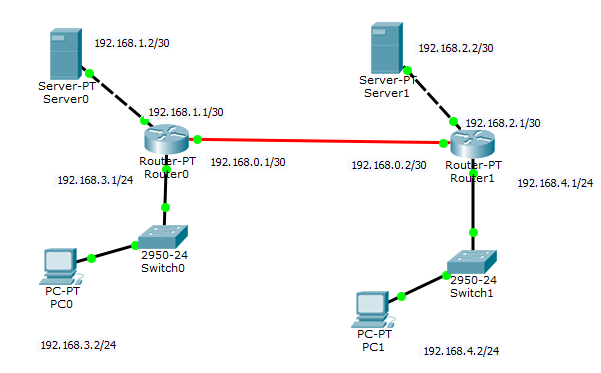 192.168.1.2/30
192.168.2.2/30
Server-PT
Server0
Server-PT
Server1
192.168.1.1/30
192.168.2.1/30
Router-PT
Router0
192.168.0.1/30
192.168.0.2/30
Router-PT
Router1
192.168.3.1/24
192.168.4.1/24
2950-24
Switch0
2950-24
Switch1
PC-PT
PC0
PC-PT
PC1
192.168.3.2/24
192.168.4.2/24